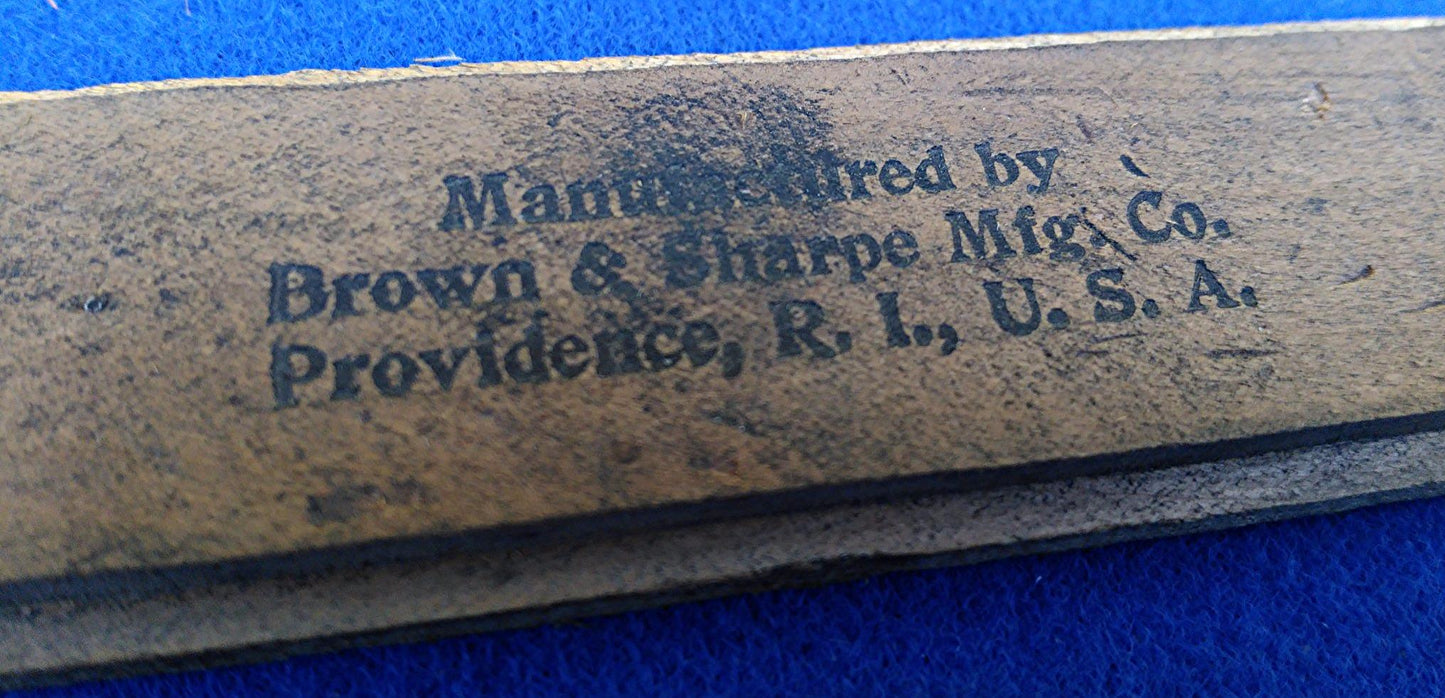 Manufactured by
Brown & Sharpe Mfg. Co.
Providence, R. I., U. S. A.